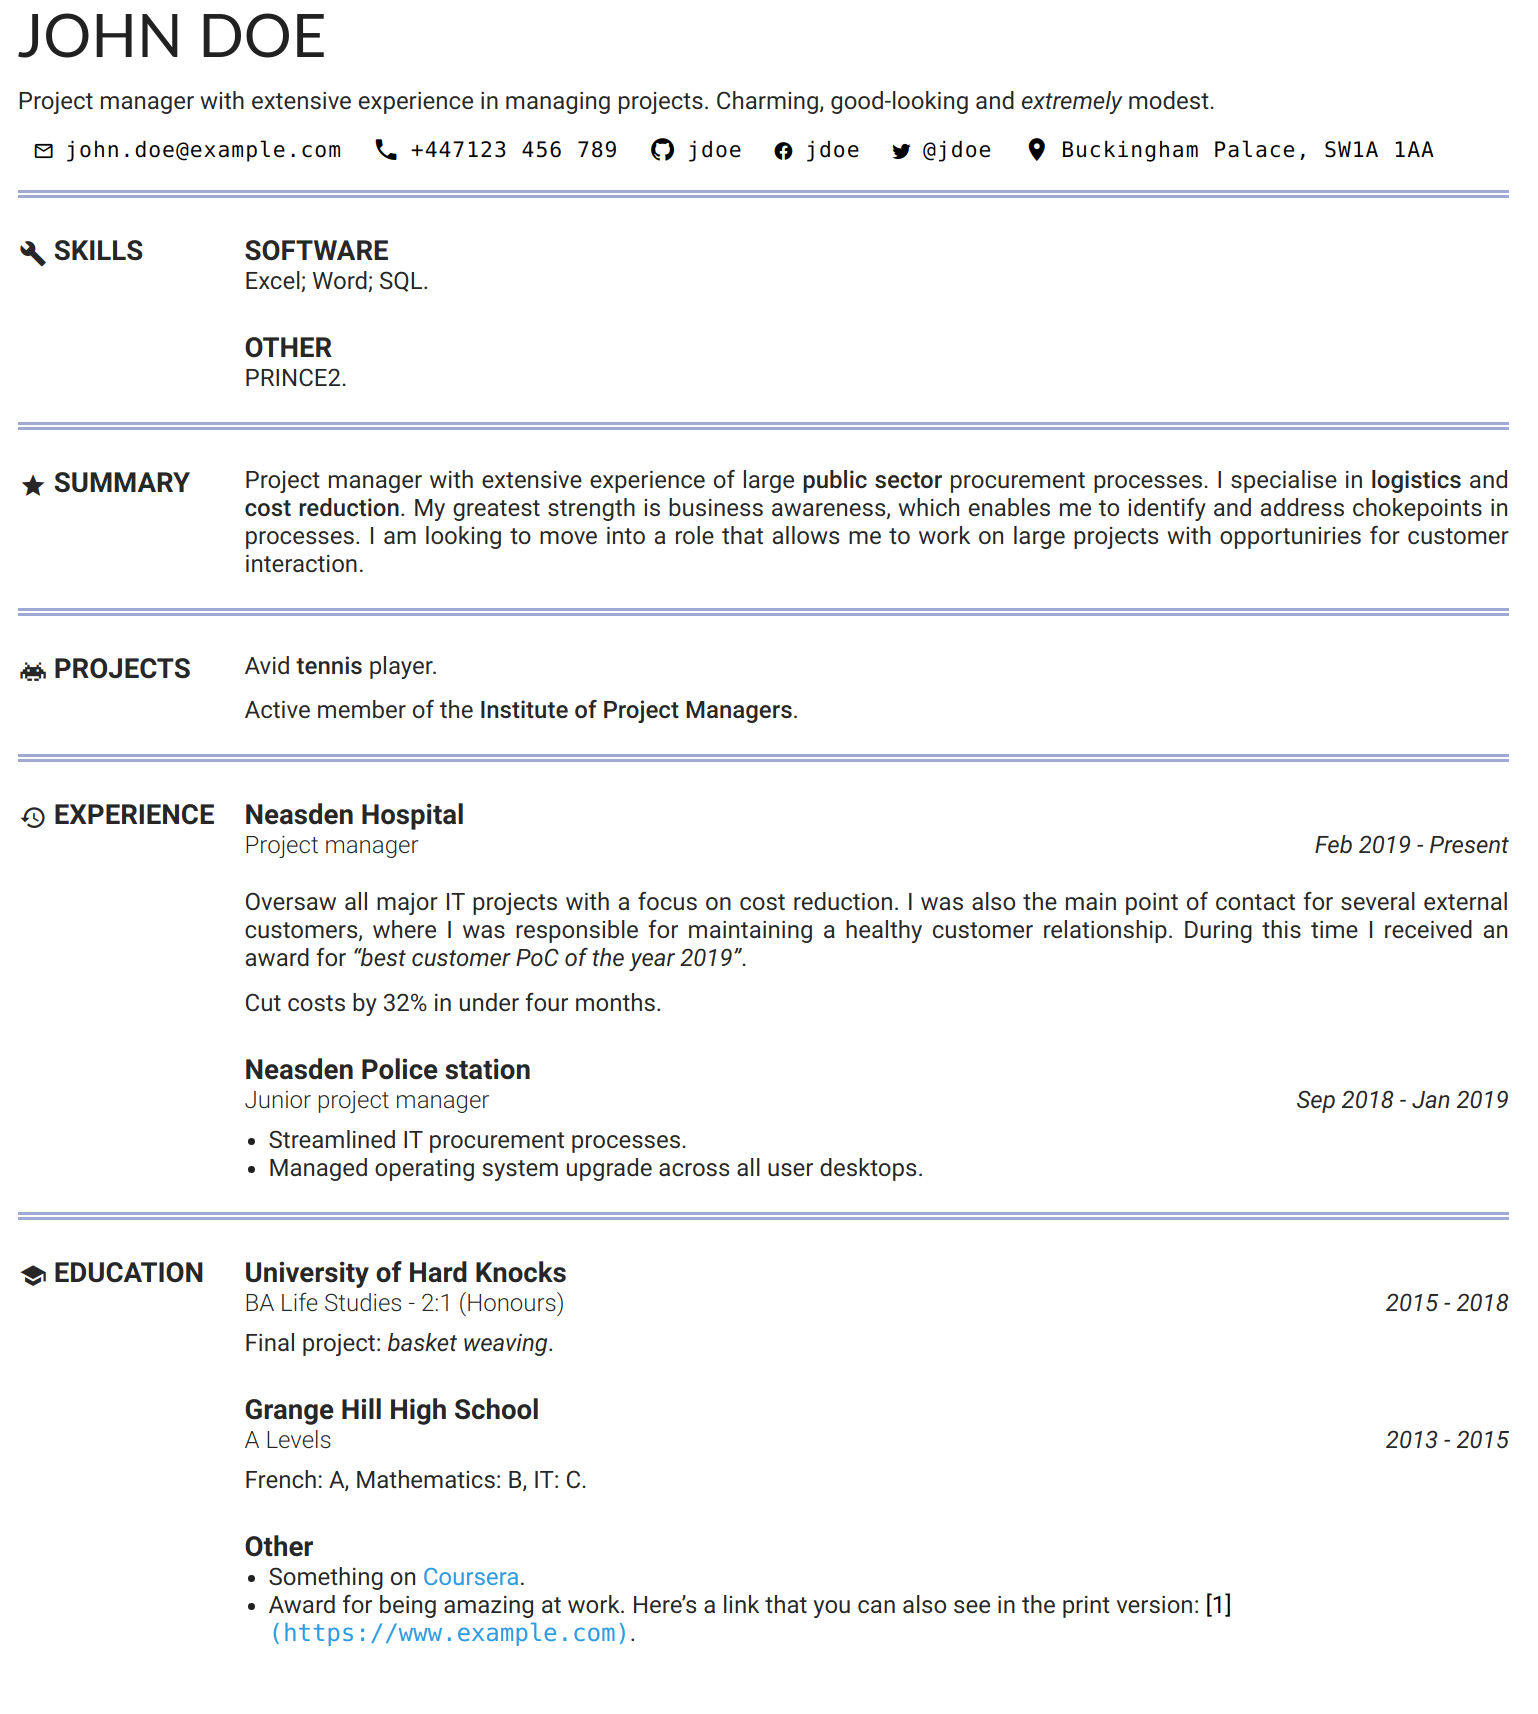 JOHN DOE
Project manager with extensive experience in managing projects. Charming, good-looking and extremely modest.
john.doe@example.com +447123 456 789 jdoe jdoe @jdoe Buckingham Palace, SW1A 1AA
SKILLS
SOFTWARE
Excel; Word; SQL.
OTHER
PRINCE2.
SUMMARY
Project manager with extensive experience of large public sector procurement processes. I specialise in logistics and
cost reduction. My greatest strength is business awareness, which enables me to identify and address chokepoints in
processes. I am looking to move into a role that allows me to work on large projects with opportuniries for customer
interaction.
PROJECTS
Avid tennis player.
Active member of the Institute of Project Managers.
EXPERIENCE
Neasden Hospital
Project manager Feb 2019 - Present
Oversaw all major IT projects with a focus on cost reduction. I was also the main point of contact for several external
customers, where I was responsible for maintaining a healthy customer relationship. During this time I received an
award for “best customer PoC of the year 2019”.
Cut costs by 32% in under four months.
Neasden Police station
Junior project manager Sep 2018 - Jan 2019
• Streamlined IT procurement processes.
• Managed operating system upgrade across all user desktops.
EDUCATION
University of Hard Knocks
BA Life Studies - 2:1 (Honours) 2015 - 2018
Final project: basket weaving.
Grange Hill High School
A Levels 2013 - 2015
French: A, Mathematics: B, IT: C.
Other
• Something on Coursera.
• Award for being amazing at work. Here’s a link that you can also see in the print version: [1]
(https://www.example.com).